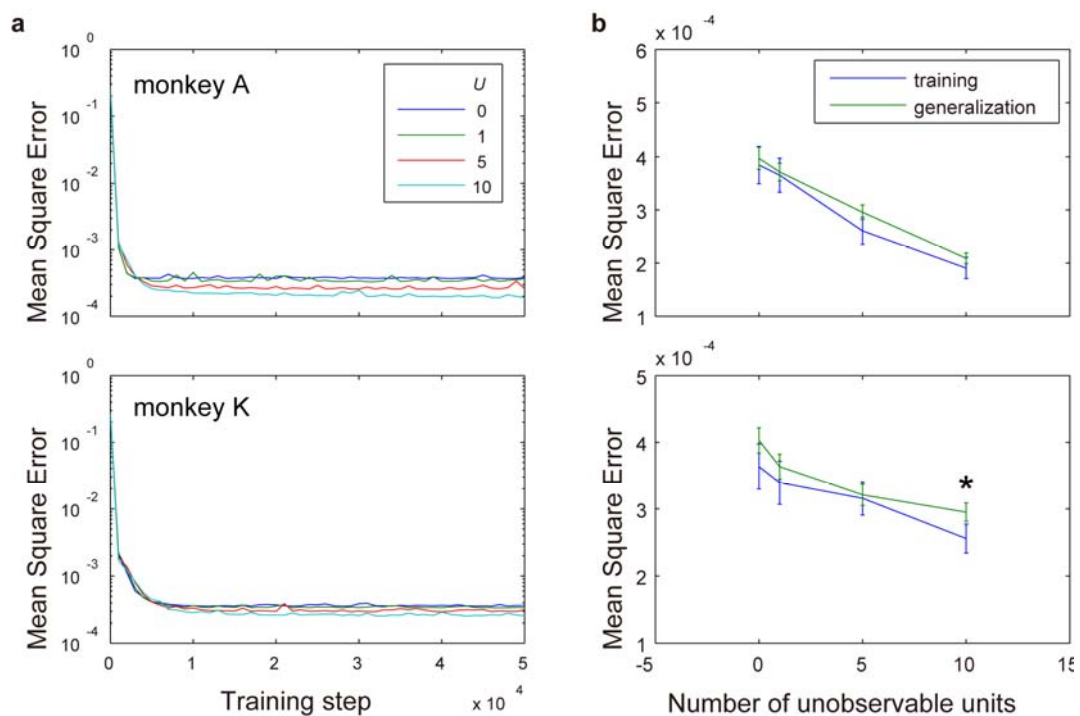 a
10^0
10^-1
10^-2
10^-3
10^-4
Mean Square Error
monkey A
U
0
1
5
10
b
x 10^-4
6
5
4
3
2
1
Mean Square Error
training
generalization
10^0
10^-1
10^-2
10^-3
10^-4
Mean Square Error
monkey K
0 1 2 3 4 5
x 10^4
Training step
x 10^-4
5
4
3
2
1
Mean Square Error
*
-5 0 5 10 15
Number of unobservable units